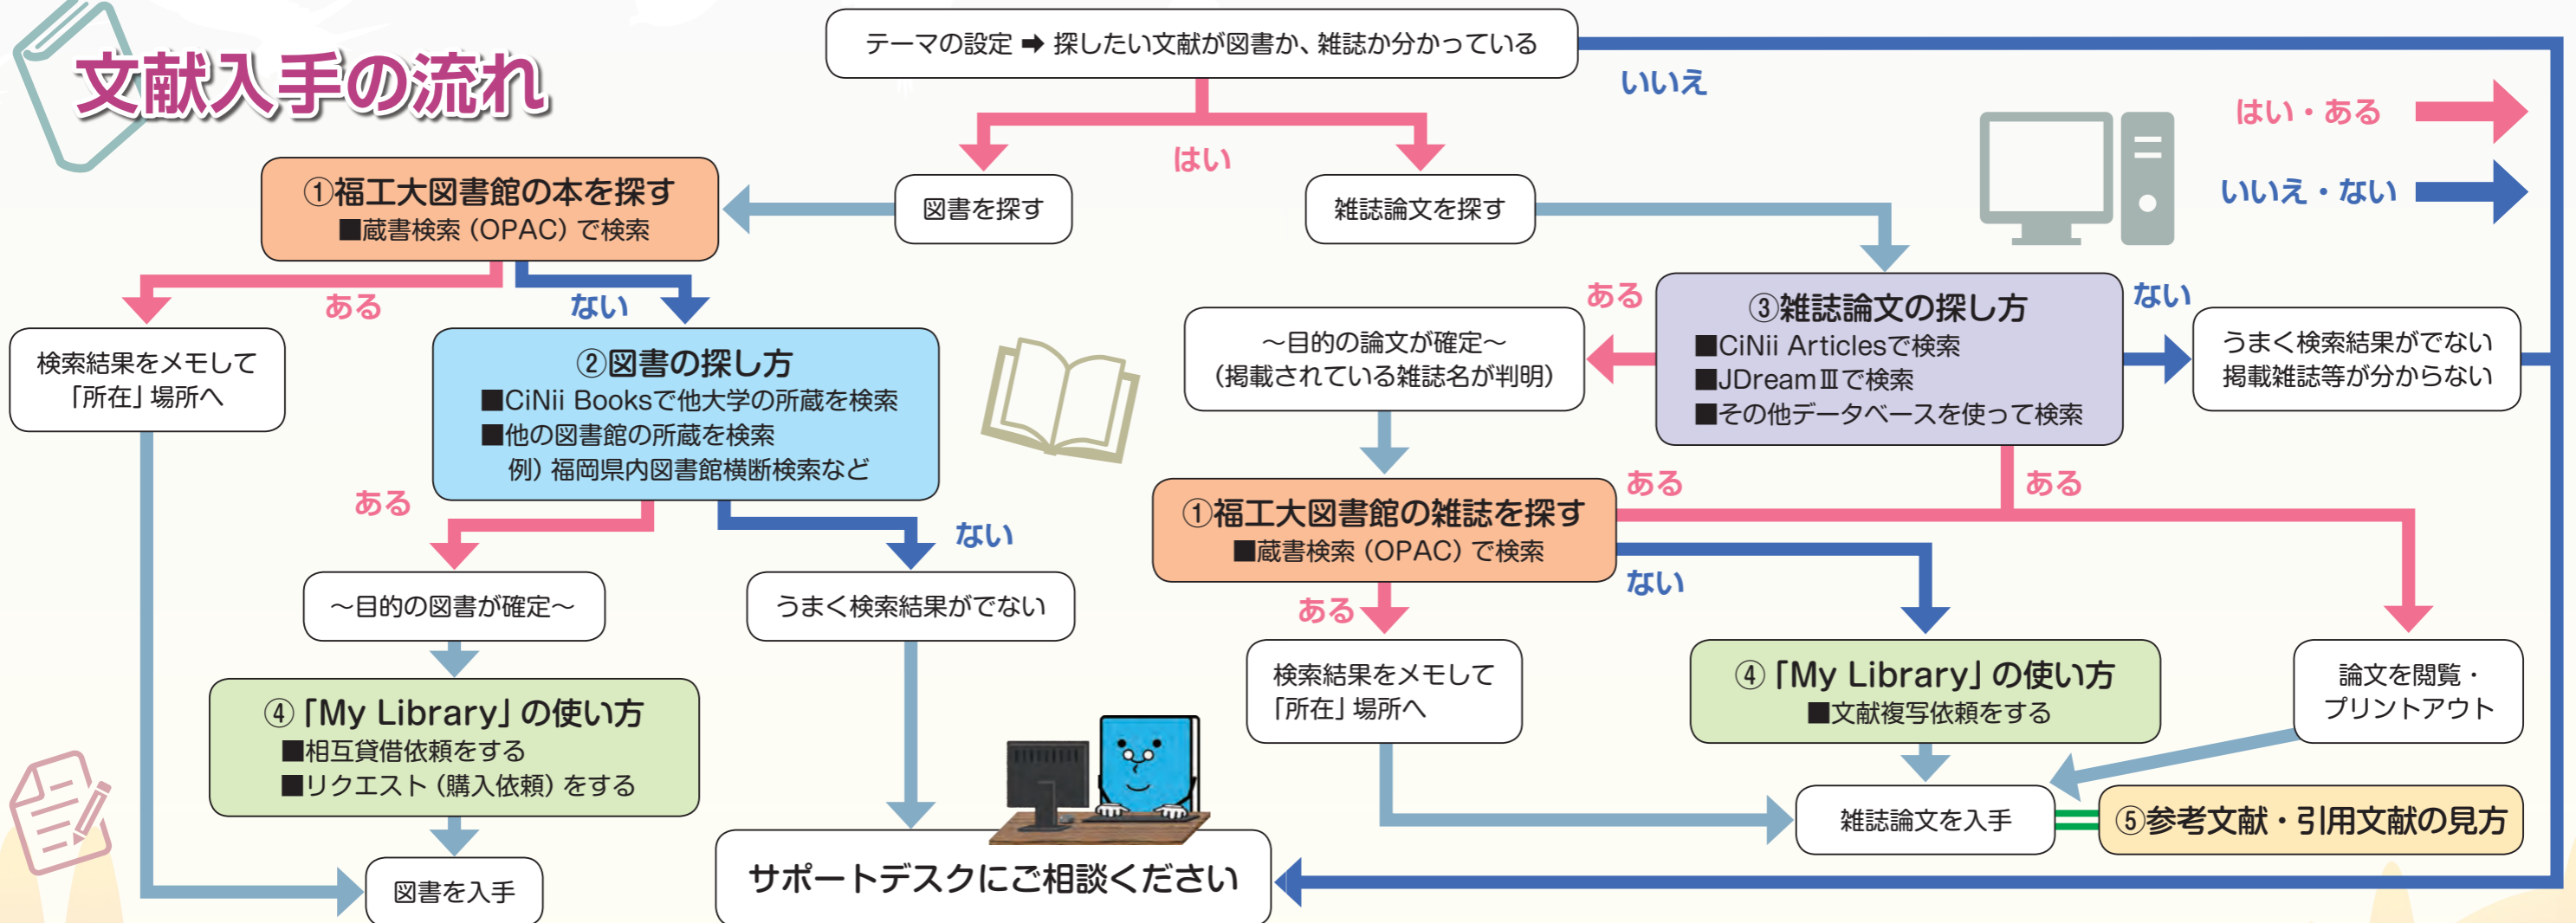 文献入手の流れ
テーマの設定 ➡ 探したい文献が図書か、雑誌か分かっている
いいえ
はい
はい・ある
いいえ・ない
図書を探す
雑誌論文を探す
①福工大図書館の本を探す
■蔵書検索（OPAC）で検索
ある
ない
検索結果をメモして
「所在」場所へ
②図書の探し方
■CiNii Booksで他大学の所蔵を検索
■他の図書館の所蔵を検索
例）福岡県内図書館横断検索など
ある
ない
～目的の図書が確定～
うまく検索結果がでない
④「My Library」の使い方
■相互貸借依頼をする
■リクエスト（購入依頼）をする
図書を入手
サポートデスクにご相談ください
③雑誌論文の探し方
■CiNii Articlesで検索
■JDreamⅢで検索
■その他データベースを使って検索
ある
ない
～目的の論文が確定～
（掲載されている雑誌名が判明）
うまく検索結果がでない
掲載雑誌等が分からない
①福工大図書館の雑誌を探す
■蔵書検索（OPAC）で検索
ある
ある
ない
ある
検索結果をメモして
「所在」場所へ
④「My Library」の使い方
■文献複写依頼をする
論文を閲覧・
プリントアウト
雑誌論文を入手
⑤参考文献・引用文献の見方